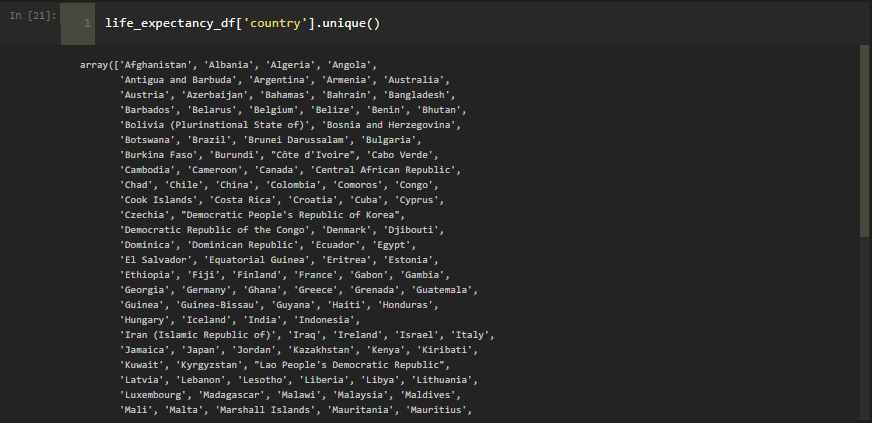 In [21]:
1 life_expectancy_df['country'].unique()
array(['Afghanistan', 'Albania', 'Algeria', 'Angola',
'Antigua and Barbuda', 'Argentina', 'Armenia', 'Australia',
'Austria', 'Azerbaijan', 'Bahamas', 'Bahrain', 'Bangladesh',
'Barbados', 'Belarus', 'Belgium', 'Belize', 'Benin', 'Bhutan',
'Bolivia (Plurinational State of)', 'Bosnia and Herzegovina',
'Botswana', 'Brazil', 'Brunei Darussalam', 'Bulgaria',
'Burkina Faso', 'Burundi', "Côte d'Ivoire", 'Cabo Verde',
'Cambodia', 'Cameroon', 'Canada', 'Central African Republic',
'Chad', 'Chile', 'China', 'Colombia', 'Comoros', 'Congo',
'Cook Islands', 'Costa Rica', 'Croatia', 'Cuba', 'Cyprus',
'Czechia', "Democratic People's Republic of Korea",
'Democratic Republic of the Congo', 'Denmark', 'Djibouti',
'Dominica', 'Dominican Republic', 'Ecuador', 'Egypt',
'El Salvador', 'Equatorial Guinea', 'Eritrea', 'Estonia',
'Ethiopia', 'Fiji', 'Finland', 'France', 'Gabon', 'Gambia',
'Georgia', 'Germany', 'Ghana', 'Greece', 'Grenada', 'Guatemala',
'Guinea', 'Guinea-Bissau', 'Guyana', 'Haiti', 'Honduras',
'Hungary', 'Iceland', 'India', 'Indonesia',
'Iran (Islamic Republic of)', 'Iraq', 'Ireland', 'Israel', 'Italy',
'Jamaica', 'Japan', 'Jordan', 'Kazakhstan', 'Kenya', 'Kiribati',
'Kuwait', 'Kyrgyzstan', "Lao People's Democratic Republic",
'Latvia', 'Lebanon', 'Lesotho', 'Liberia', 'Libya', 'Lithuania',
'Luxembourg', 'Madagascar', 'Malawi', 'Malaysia', 'Maldives',
'Mali', 'Malta', 'Marshall Islands', 'Mauritania', 'Mauritius',